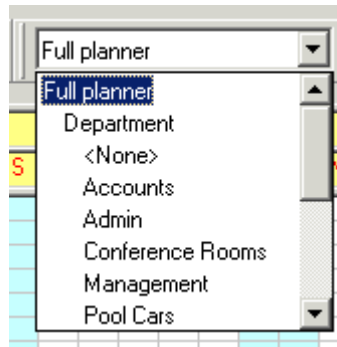 Full planner
Full planner
Department
<None>
Accounts
S
Admin
Conference Rooms
Management
Pool Cars